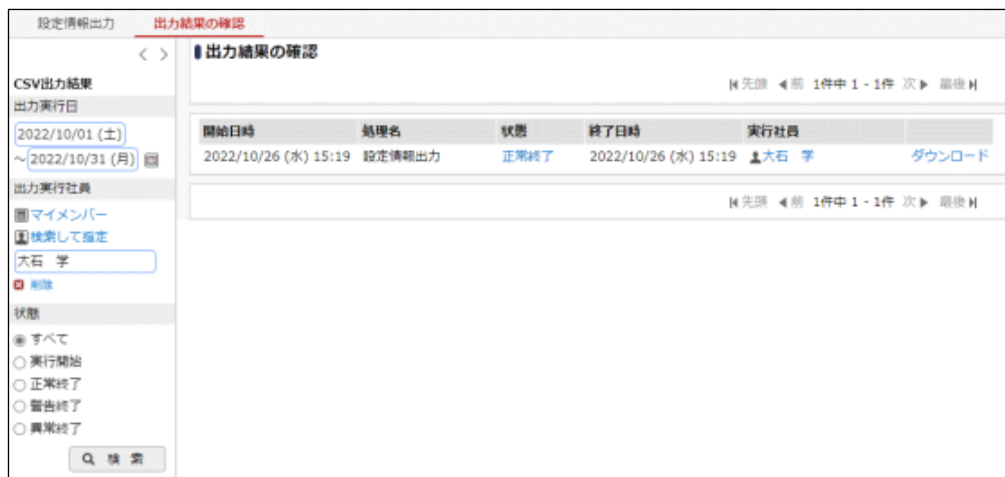 設定情報出力 出力結果の確認
CSV出力結果
出力実行日
2022/10/01 (土)
～2022/10/31 (月)
出力実行社員
マイメンバー
検索して指定
大石 学
削除
状態
すべて
実行開始
正常終了
警告終了
異常終了
検 索
出力結果の確認
先頭 前 1件中 1 - 1件 次 最後
開始日時 処理名 状態 終了日時 実行社員
2022/10/26 (水) 15:19 設定情報出力 正常終了 2022/10/26 (水) 15:19 大石 学 ダウンロード
先頭 前 1件中 1 - 1件 次 最後